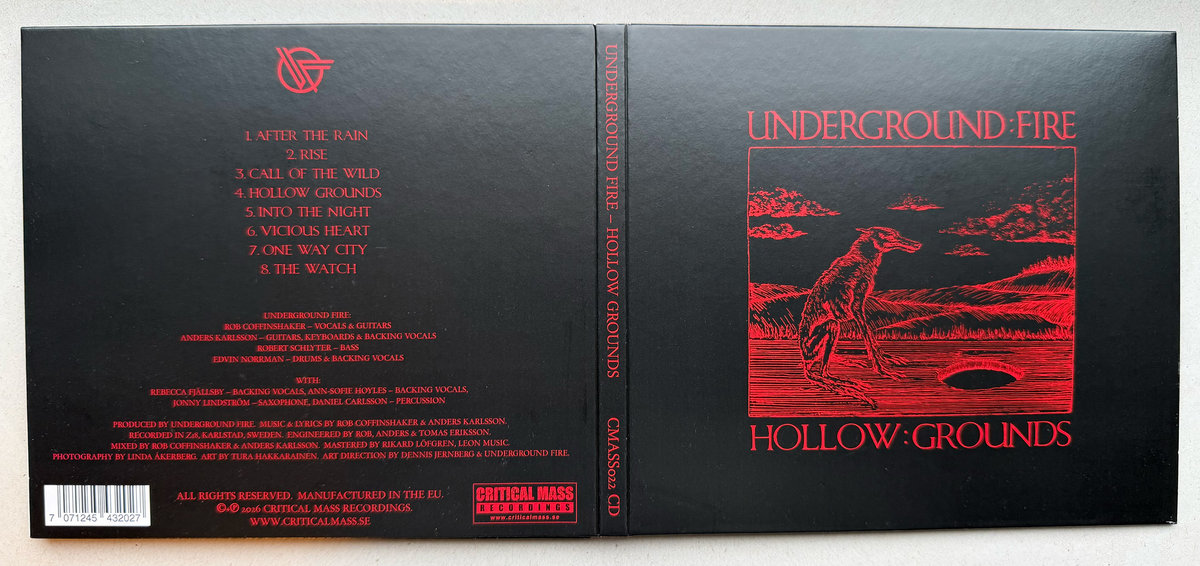 1. AFTER THE RAIN
2. RISE
3. CALL OF THE WILD
4. HOLLOW GROUNDS
5. INTO THE NIGHT
6. VICIOUS HEART
7. ONE WAY CITY
8. THE WATCH
UNDERGROUND FIRE:
ROB COFFINSHAKER – VOCALS & GUITARS
ANDERS KARLSSON – GUITARS, KEYBOARDS & BACKING VOCALS
ROBERT SCHLYTER – BASS
EDVIN NORRMAN – DRUMS & BACKING VOCALS
WITH:
REBECCA FJÄLLSBY – BACKING VOCALS, ANN-SOFIE HOYLES – BACKING VOCALS,
JONNY LINDSTRÖM – SAXOPHONE, DANIEL CARLSSON – PERCUSSION
PRODUCED BY UNDERGROUND FIRE. MUSIC & LYRICS BY ROB COFFINSHAKER & ANDERS KARLSSON.
RECORDED IN Z48, KARLSTAD, SWEDEN. ENGINEERED BY ROB, ANDERS & TOMAS ERIKSSON.
MIXED BY ROB COFFINSHAKER & ANDERS KARLSSON. MASTERED BY RIKARD LÖFGREN, LEON MUSIC.
PHOTOGRAPHY BY LINDA ÅKERBERG. ART BY TURA HAKKARAINEN. ART DIRECTION BY DENNIS JERNBERG & UNDERGROUND FIRE.
7 071245 432027
ALL RIGHTS RESERVED. MANUFACTURED IN THE EU.
©+℗ 2026 CRITICAL MASS RECORDINGS.
WWW.CRITICALMASS.SE
CRITICAL MASS
RECORDINGS
www.criticalmass.se
UNDERGROUND FIRE – HOLLOW GROUNDS CMASS022 CD
UNDERGROUND:FIRE
HOLLOW:GROUNDS